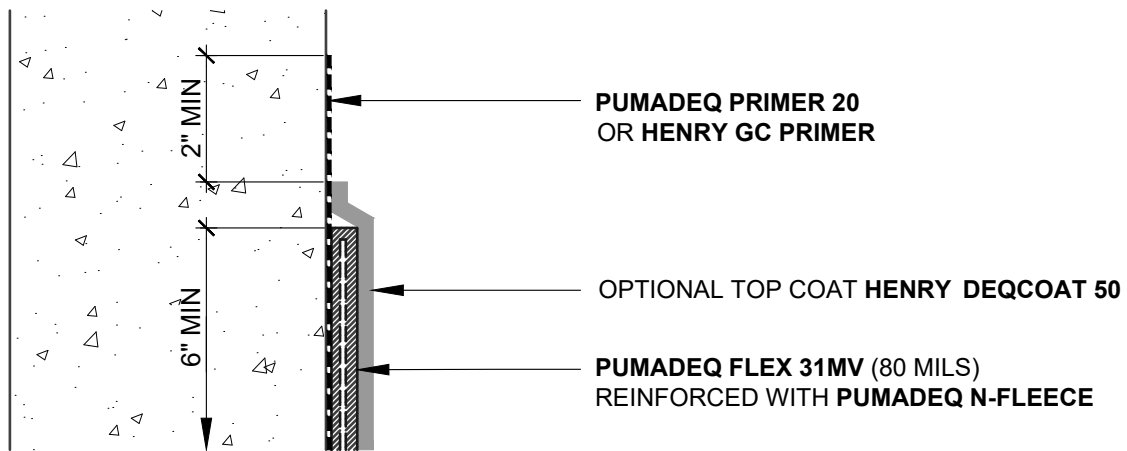 2" MIN
PUMADEQ PRIMER 20
OR HENRY GC PRIMER
6" MIN
OPTIONAL TOP COAT HENRY DEQCOAT 50
PUMADEQ FLEX 31MV (80 MILS)
REINFORCED WITH PUMADEQ N-FLEECE